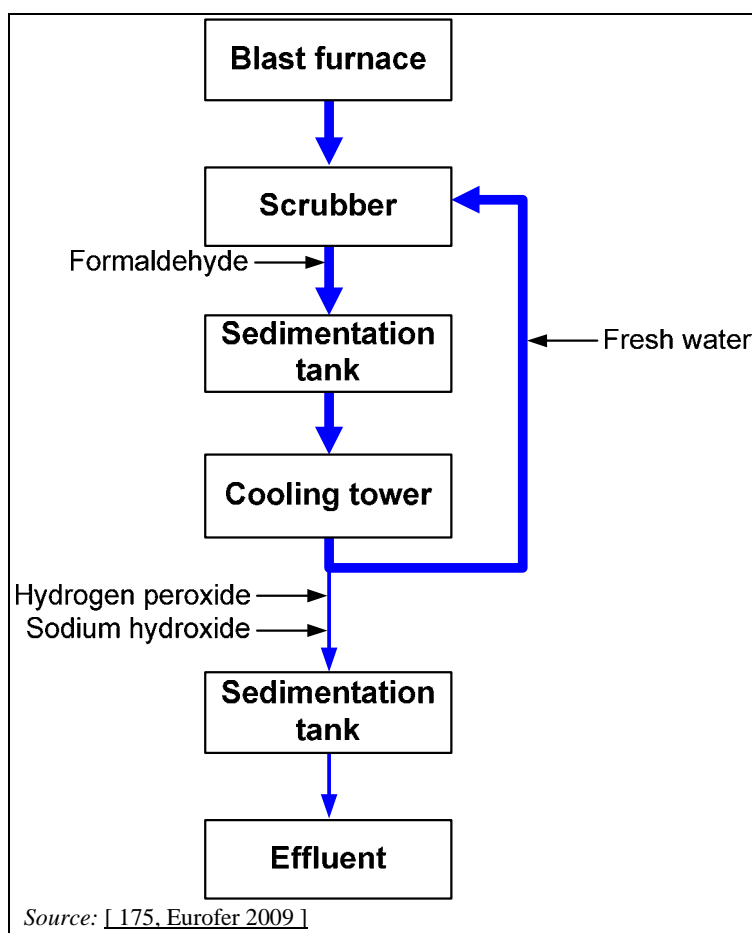 Blast furnace
Scrubber
Formaldehyde
Sedimentation
tank
Fresh water
Cooling tower
Hydrogen peroxide
Sodium hydroxide
Sedimentation
tank
Effluent
Source: [ 175, Eurofer 2009 ]